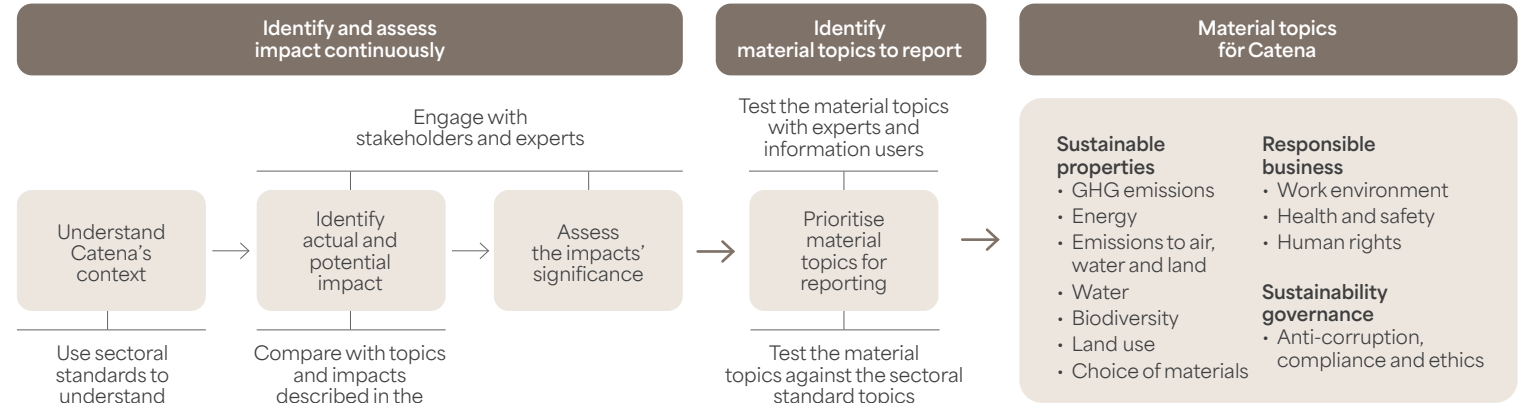 Identify and assess
impact continuously
Identify
material topics to report
Material topics
för Catena
Engage with
stakeholders and experts
Test the material topics
with experts and
information users
Understand
Catena's
context
Identify
actual and
potential
impact
Assess
the impacts'
significance
Prioritise
material
topics for
reporting
Use sectoral
standards to
understand
Compare with topics
and impacts
described in the
Test the material
topics against the sectoral
standard topics
Sustainable
properties
• GHG emissions
• Energy
• Emissions to air,
water and land
• Water
• Biodiversity
• Land use
• Choice of materials
Responsible
business
• Work environment
• Health and safety
• Human rights
Sustainability
governance
• Anti-corruption,
compliance and ethics